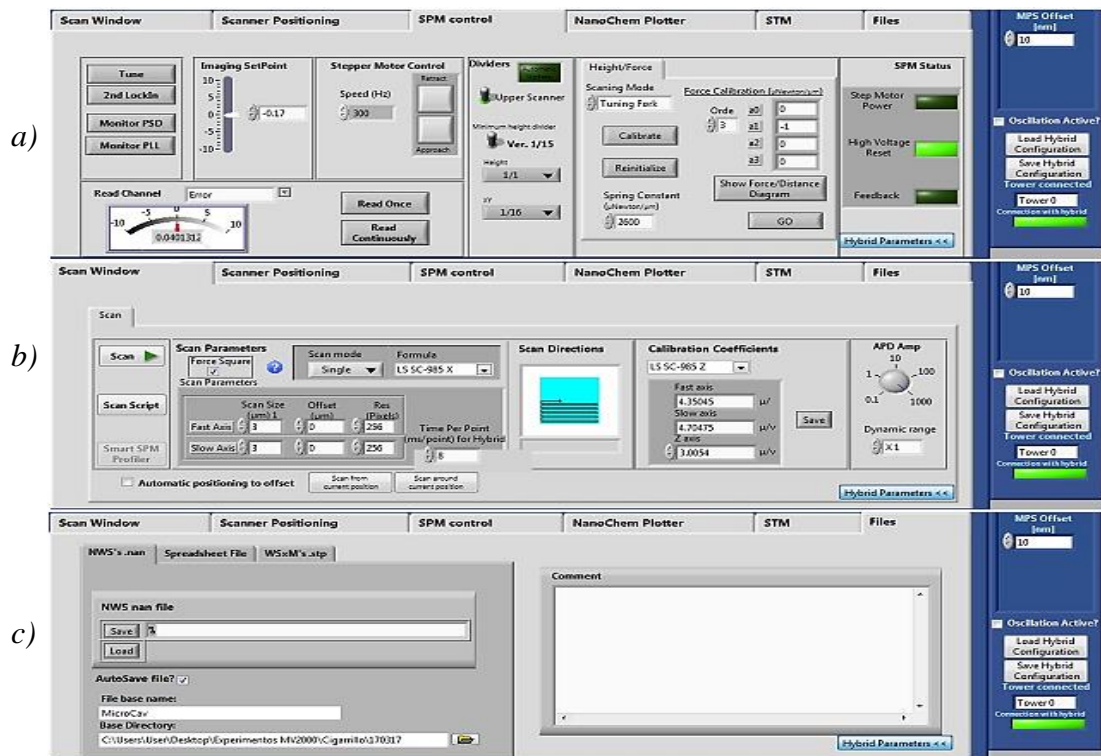 a)
Scan Window Scanner Positioning SPM control NanoChem Plotter STM Files
Tune
2nd LockIn
Monitor PSD
Monitor PLL
Imaging SetPoint
10
5
0
-5
-10
-0.17
Stepper Motor Control
Retract
Speed (Hz)
300
Approach
Dividers
Upper Scanner
Minimum height divider
Ver. 1/15
Height
1/1
XY
1/16
Height/Force
Scaning Mode
Tuning Fork
Calibrate
Reinitialize
Spring Constant
(µNewton/µm)
2600
Force Calibration (µNewton/µm)
Orde
3
a0 0
a1 -1
a2 0
a3 0
Show Force/Distance
Diagram
GO
SPM Status
Step Motor
Power
High Voltage
Reset
Feedback
Hybrid Parameters <<
Read Channel
Error
-10 -5 0 5 10
0.0401312
Read Once
Read
Continuously
MPS Offset
[nm]
10
Oscillation Active?
Load Hybrid
Configuration
Save Hybrid
Configuration
Tower connected
Tower 0
Connection with hybrid
b)
Scan Window Scanner Positioning SPM control NanoChem Plotter STM Files
Scan
Scan
Scan Script
Smart SPM
Profiler
Scan Parameters
Force Square
Scan mode
Single
Formula
LS SC-985 X
Scan Parameters
Scan Size
(µm) 1
Offset
(µm)
Res
(Pixels)
Fast Axis 3 0 256
Slow Axis 3 0 256
Time Per Point
(ms/point) for Hybrid
8
Automatic positioning to offset
Scan from
current position
Scan around
current position
Scan Directions
Calibration Coefficients
LS SC-985 Z
Fast axis
4.35045 µ/
Slow axis
4.70475 µ/v
Z axis
3.0054 µ/v
Save
APD Amp
10
1 100
0.1 1000
Dynamic range
X1
Hybrid Parameters <<
MPS Offset
[nm]
10
Oscillation Active?
Load Hybrid
Configuration
Save Hybrid
Configuration
Tower connected
Tower 0
Connection with hybrid
c)
Scan Window Scanner Positioning SPM control NanoChem Plotter STM Files
NWS's .nan Spreadsheet File WSxM's .stp
NWS nan file
Save
Load
AutoSave file?
File base name:
MicroCav
Base Directory:
C:\Users\User\Desktop\Experimentos MV2000\Cigarrillo\170317
Comment
Hybrid Parameters <<
MPS Offset
[nm]
10
Oscillation Active?
Load Hybrid
Configuration
Save Hybrid
Configuration
Tower connected
Tower 0
Connection with hybrid